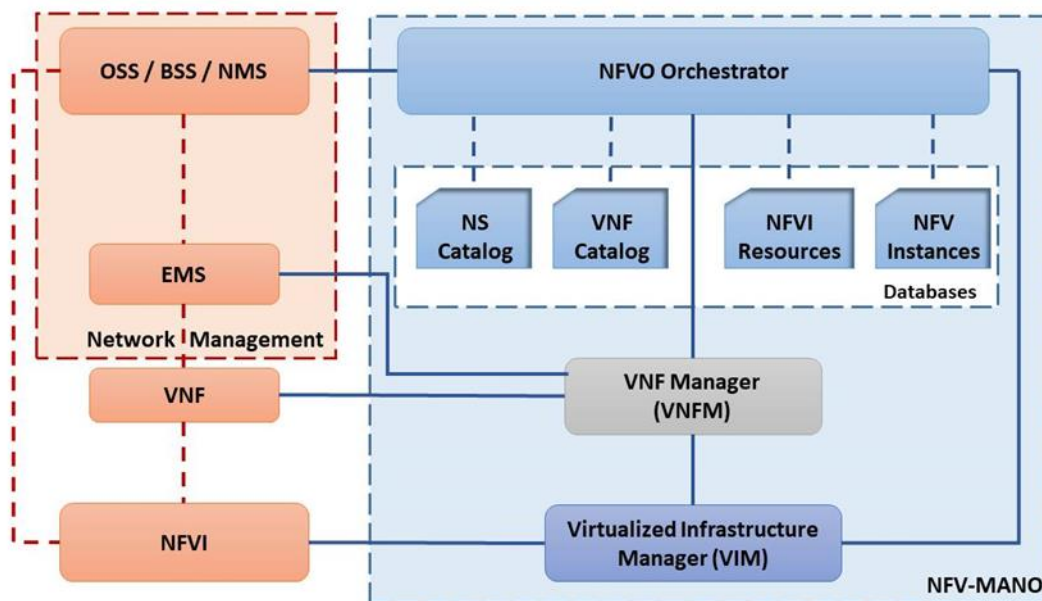 OSS / BSS / NMS
NFVO Orchestrator
NS
Catalog
VNF
Catalog
NFVI
Resources
NFV
Instances
Databases
EMS
Network Management
VNF
VNF Manager
(VNFM)
NFVI
Virtualized Infrastructure
Manager (VIM)
NFV-MANO